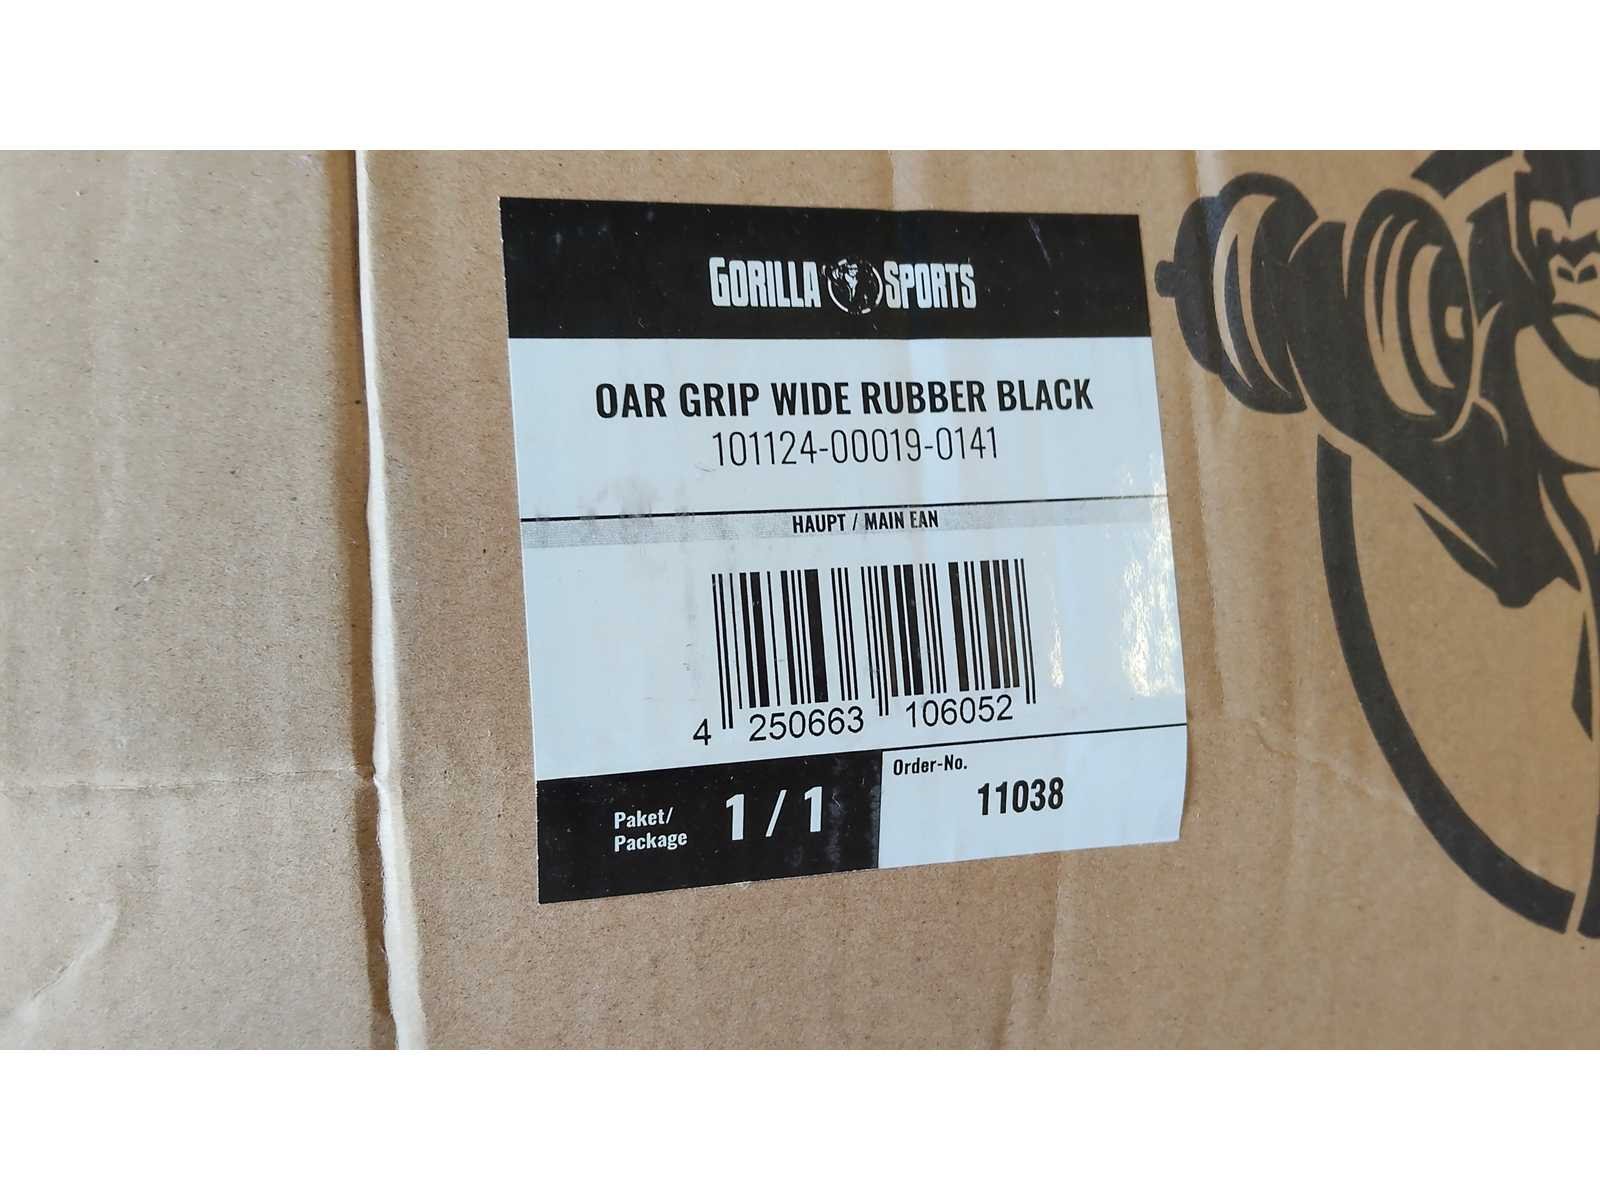 GORILLA SPORTS
OAR GRIP WIDE RUBBER BLACK
101124-00019-0141
HAUPT / MAIN EAN
4 250663 106052
Paket/
Package
1 / 1
Order-No.
11038